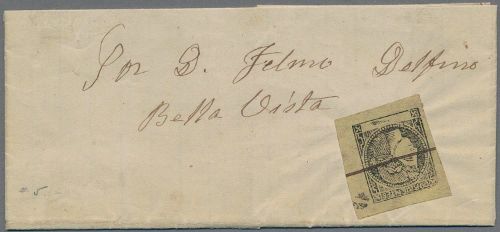 Sor D. Telmo Delfino
Bella Vista